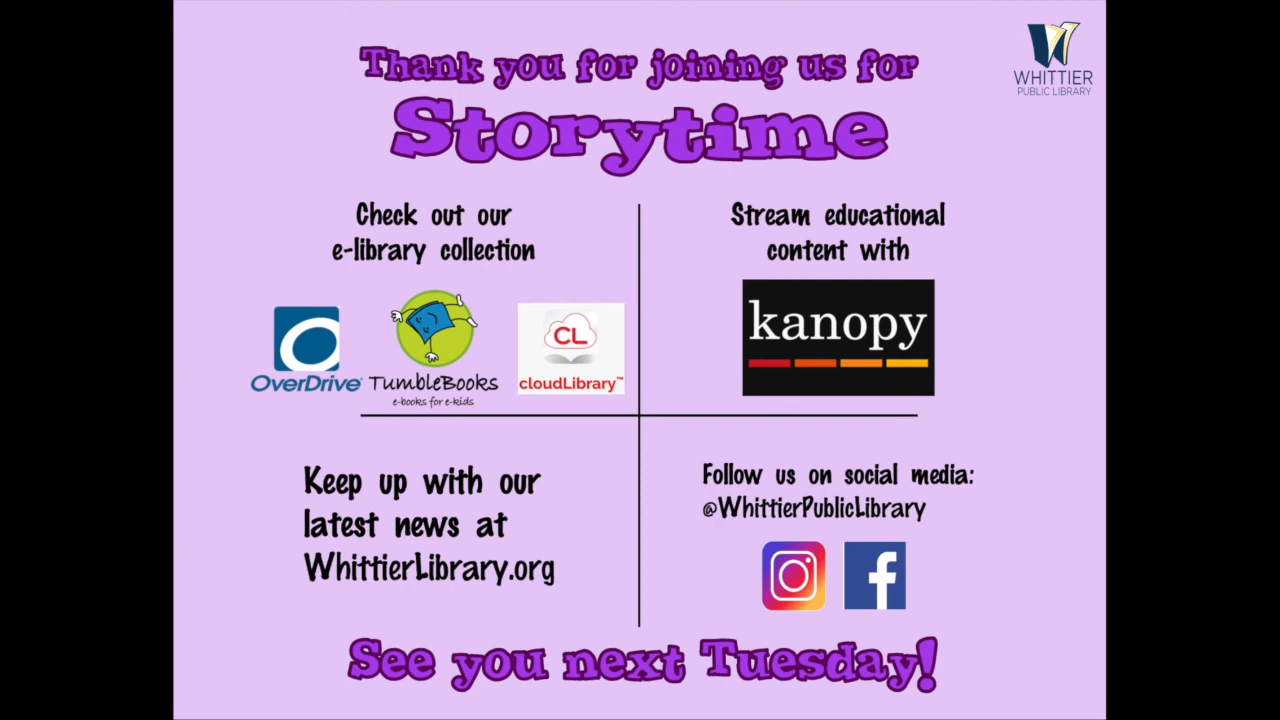 Thank you for joining us for
Storytime
WHITTIER
PUBLIC LIBRARY
Check out our
e-library collection
OverDrive®
TumbleBooks
e-books for e-kids
CL
cloudLibrary™
Stream educational
content with
kanopy
Keep up with our
latest news at
WhittierLibrary.org
Follow us on social media:
@WhittierPublicLibrary
f
See you next Tuesday!